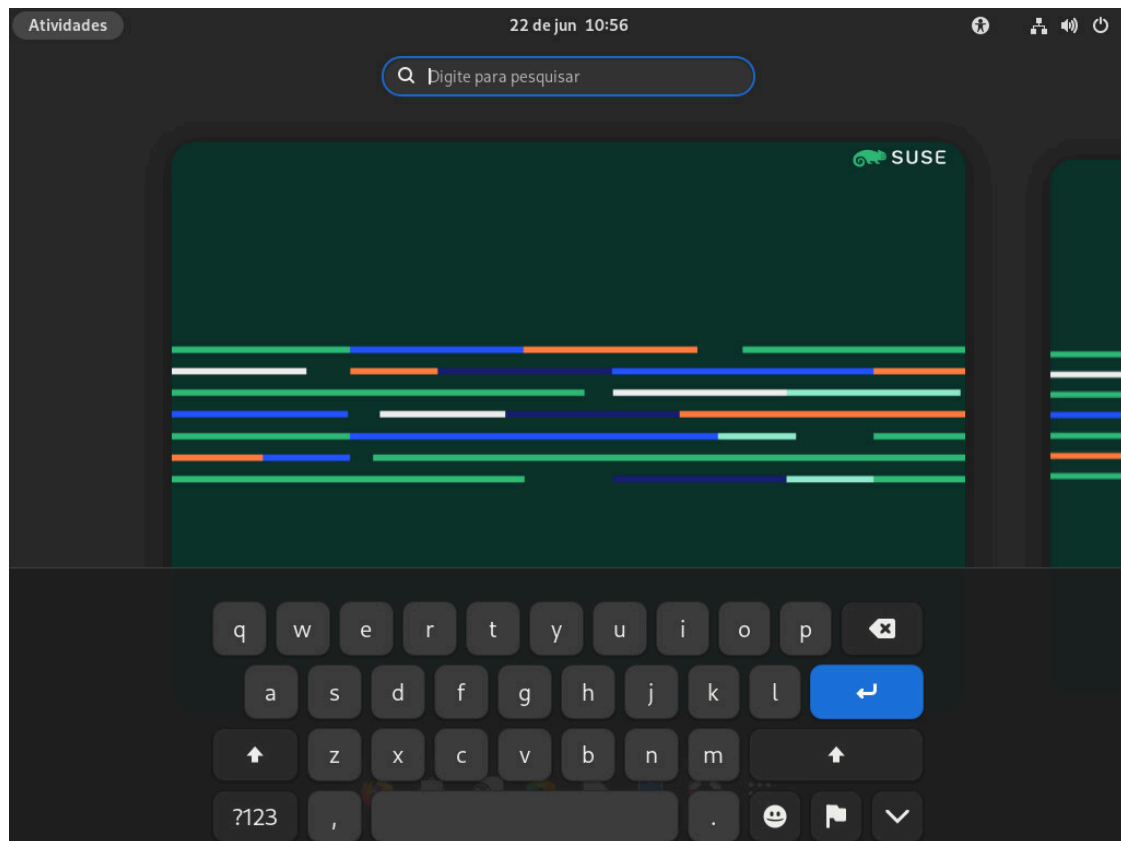 Atividades 22 de jun 10:56
Digite para pesquisar
SUSE
q w e r t y u i o p
a s d f g h j k l
z x c v b n m
?123 , .